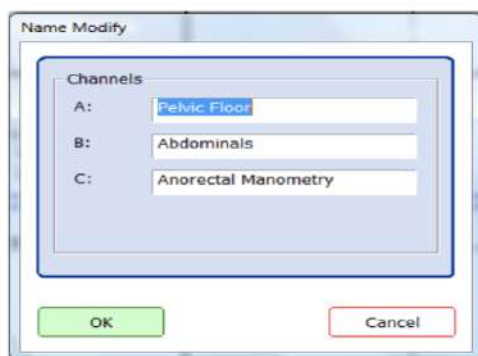 Name Modify
Channels
A: Pelvic Floor
B: Abdominals
C: Anorectal Manometry
OK Cancel